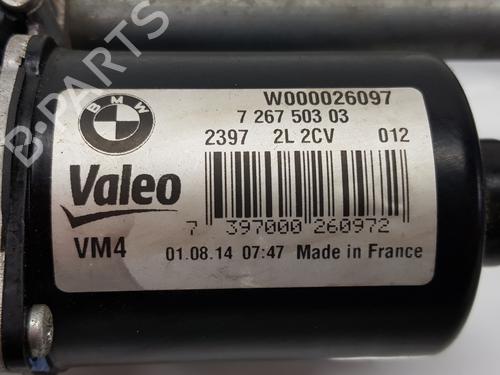 BMW
W000026097
7 267 503 03
2397 2L 2CV 012
Valeo
7 397000 260972
VM4
01.08.14 07:47 Made in France
B-PARTS